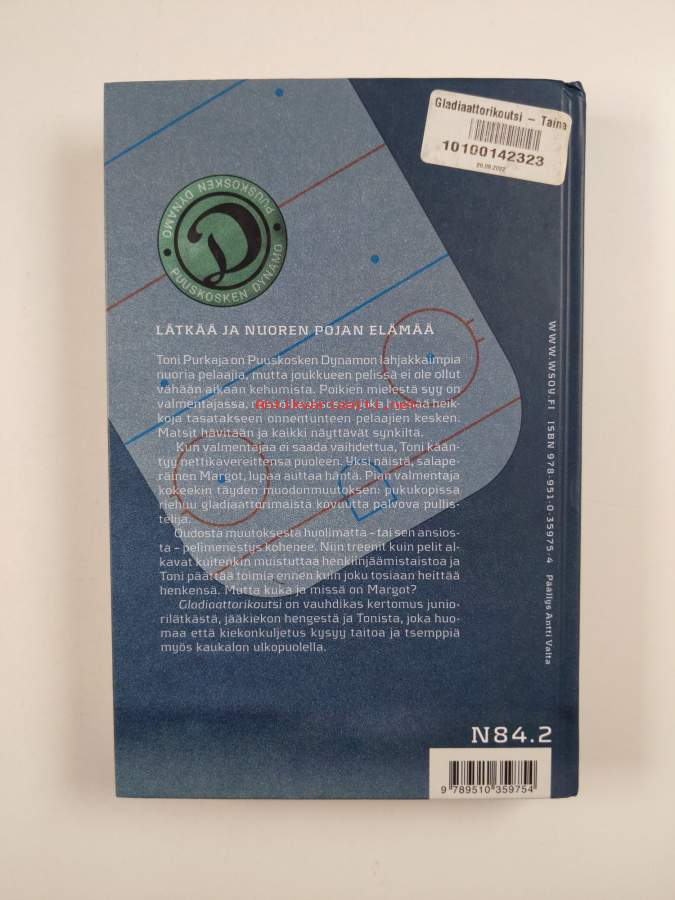 Gladiaattorikoutsi – Taina
10100142323
PUUSKOSKEN DYNAMO
D
PUUSKOSKEN DYNAMO
LÄTKÄÄ JA NUOREN POJAN ELÄMÄÄ
Toni Purkaja on Puuskosken Dynamon lahjakkaimpia
nuoria pelaajia, mutta joukkueen pelissä ei ole ollut
vähään aikaan kehumista. Poikien mielestä syy on
valmentajassa, heik-
koja tasatakseen onnentunteen pelaajien kesken.
Matsit hävitään ja kaikki näyttävät synkiltä.
Kun valmentajaa ei saada vaihdettua, Toni kään-
tyy nettikavereittensa puoleen. Yksi näistä, salape-
räinen Margot, lupaa auttaa häntä. Pian valmentaja
kokeekin täyden muodonmuutoksen: pukukopissa
riehuu gladiaattorimaista kovuutta palvova pullis-
telija.
Oudosta muutoksesta huolimatta – tai sen ansios-
ta – pelimenestys kohenee. Niin treenit kuin pelit al-
kavat kuitenkin muistuttaa henkiinjäämistaistoa ja
Toni päättää toimia ennen kuin joku tosiaan heittää
henkensä. Mutta kuka ja missä on Margot?
Gladiaattorikoutsi on vauhdikas kertomus junio-
rilätkästä, jääkiekon hengestä ja Tonista, joka huo-
maa että kiekonkuljetus kysyy taitoa ja tsemppiä
myös kaukalon ulkopuolella.
WWW.WSOY.FI ISBN 978-951-0-35975-4 Päällys Antti Valta
N84.2
9 789510 359754